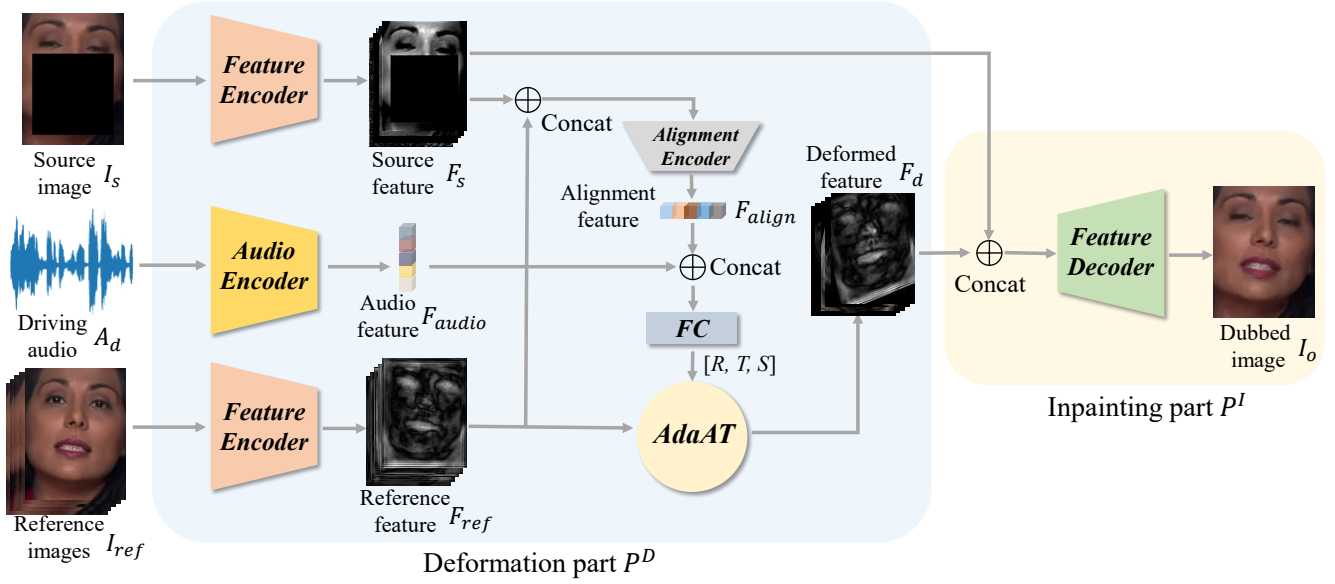 Feature
Encoder
Source
image I_s
Source
feature F_s
Concat
Alignment
Encoder
Alignment
feature F_align
Deformed
feature F_d
Audio
Encoder
Driving
audio A_d
Audio
feature F_audio
Concat
FC
[R, T, S]
Concat
Feature
Decoder
Dubbed
image I_o
Feature
Encoder
Reference
images I_ref
Reference
feature F_ref
AdaAT
Inpainting part P^I
Deformation part P^D